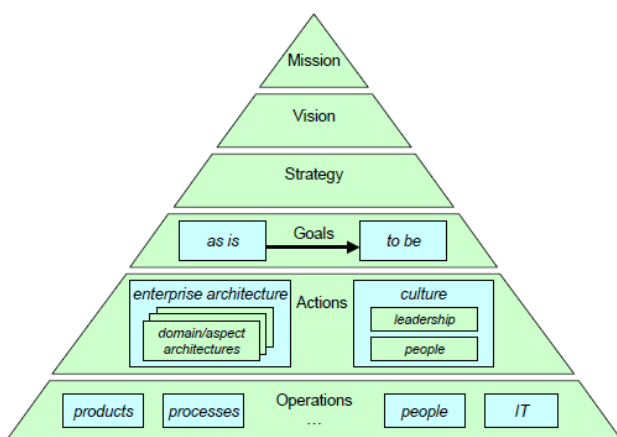 Mission
Vision
Strategy
as is
Goals
to be
enterprise architecture
domain/aspect
architectures
Actions
culture
leadership
people
products
processes
Operations
...
people
IT